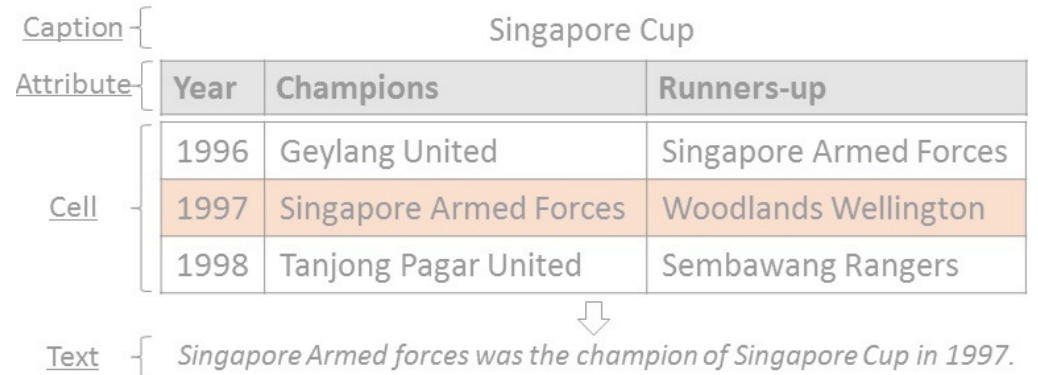 Caption Singapore Cup
Attribute Year Champions Runners-up
1996 Geylang United Singapore Armed Forces
Cell 1997 Singapore Armed Forces Woodlands Wellington
1998 Tanjong Pagar United Sembawang Rangers
Text Singapore Armed forces was the champion of Singapore Cup in 1997.